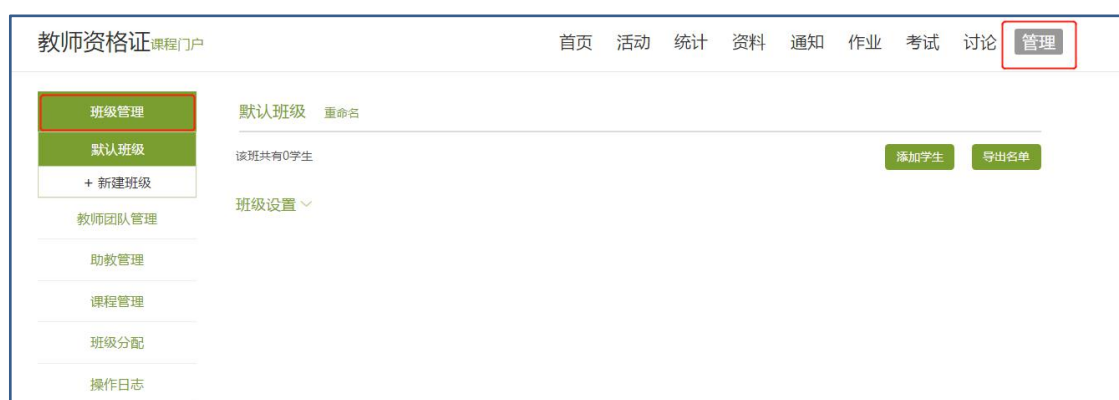 教师资格证课程门户 首页 活动 统计 资料 通知 作业 考试 讨论 管理
班级管理
默认班级
+ 新建班级
教师团队管理
助教管理
课程管理
班级分配
操作日志
默认班级 重命名
该班共有0学生 添加学生 导出名单
班级设置